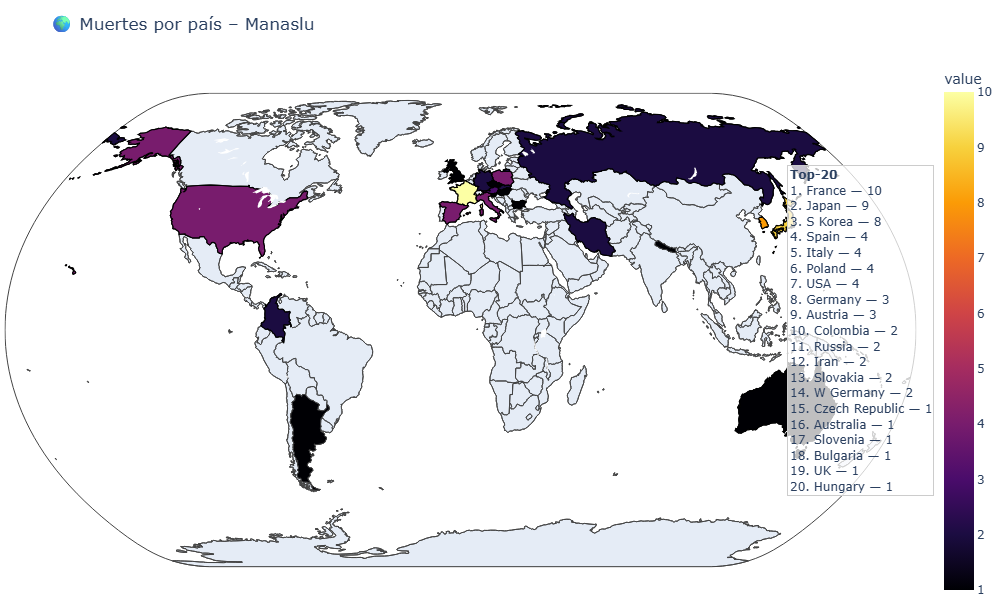 Muertes por país – Manaslu
value
10
9
8
7
6
5
4
3
2
1
Top-20
1. France — 10
2. Japan — 9
3. S Korea — 8
4. Spain — 4
5. Italy — 4
6. Poland — 4
7. USA — 4
8. Germany — 3
9. Austria — 3
10. Colombia — 2
11. Russia — 2
12. Iran — 2
13. Slovakia — 2
14. W Germany — 2
15. Czech Republic — 1
16. Australia — 1
17. Slovenia — 1
18. Bulgaria — 1
19. UK — 1
20. Hungary — 1